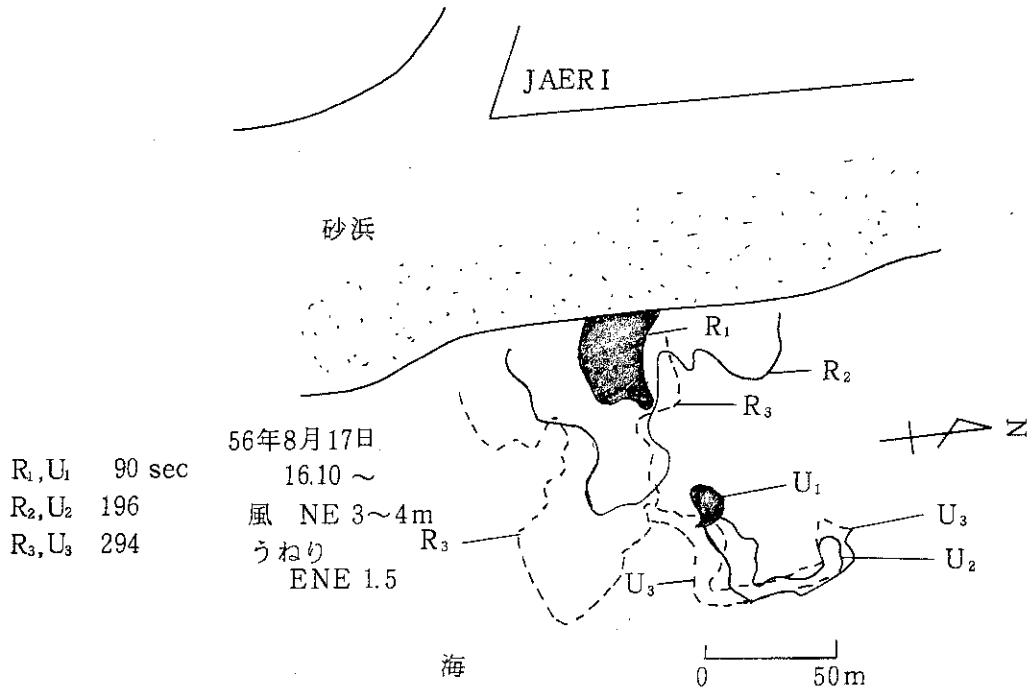 JAERI
砂浜
R₁
R₂
R₃
56年8月17日
16.10 ～
風 NE 3～4m
うねり
ENE 1.5
R₁,U₁ 90 sec
R₂,U₂ 196
R₃,U₃ 294
N
U₁
U₃
U₂
R₃
U₃
海
0 50m